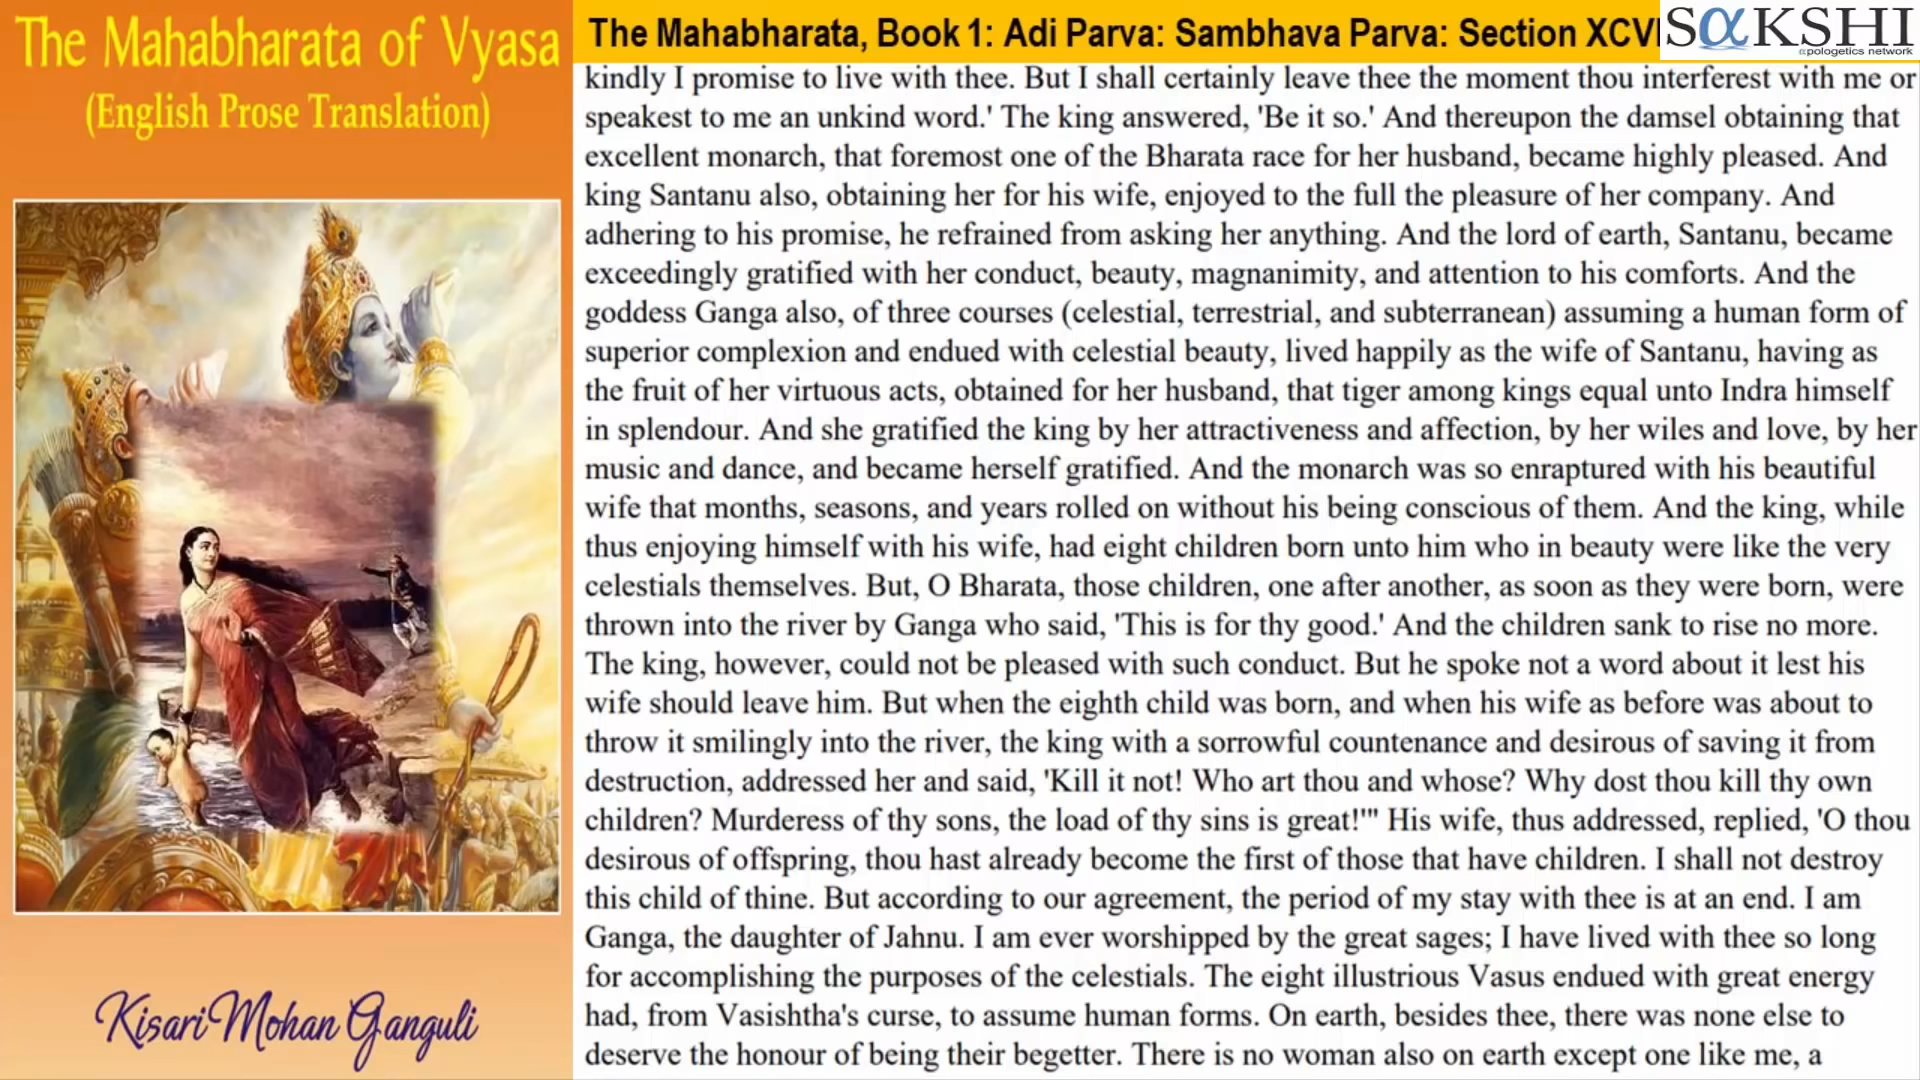 The Mahabharata of Vyasa
(English Prose Translation)
KisariMohan Ganguli
The Mahabharata, Book 1: Adi Parva: Sambhava Parva: Section XCVI
SαKSHI
apologetics network
kindly I promise to live with thee. But I shall certainly leave thee the moment thou interferest with me or
speakest to me an unkind word.' The king answered, 'Be it so.' And thereupon the damsel obtaining that
excellent monarch, that foremost one of the Bharata race for her husband, became highly pleased. And
king Santanu also, obtaining her for his wife, enjoyed to the full the pleasure of her company. And
adhering to his promise, he refrained from asking her anything. And the lord of earth, Santanu, became
exceedingly gratified with her conduct, beauty, magnanimity, and attention to his comforts. And the
goddess Ganga also, of three courses (celestial, terrestrial, and subterranean) assuming a human form of
superior complexion and endued with celestial beauty, lived happily as the wife of Santanu, having as
the fruit of her virtuous acts, obtained for her husband, that tiger among kings equal unto Indra himself
in splendour. And she gratified the king by her attractiveness and affection, by her wiles and love, by her
music and dance, and became herself gratified. And the monarch was so enraptured with his beautiful
wife that months, seasons, and years rolled on without his being conscious of them. And the king, while
thus enjoying himself with his wife, had eight children born unto him who in beauty were like the very
celestials themselves. But, O Bharata, those children, one after another, as soon as they were born, were
thrown into the river by Ganga who said, 'This is for thy good.' And the children sank to rise no more.
The king, however, could not be pleased with such conduct. But he spoke not a word about it lest his
wife should leave him. But when the eighth child was born, and when his wife as before was about to
throw it smilingly into the river, the king with a sorrowful countenance and desirous of saving it from
destruction, addressed her and said, 'Kill it not! Who art thou and whose? Why dost thou kill thy own
children? Murderess of thy sons, the load of thy sins is great!'" His wife, thus addressed, replied, 'O thou
desirous of offspring, thou hast already become the first of those that have children. I shall not destroy
this child of thine. But according to our agreement, the period of my stay with thee is at an end. I am
Ganga, the daughter of Jahnu. I am ever worshipped by the great sages; I have lived with thee so long
for accomplishing the purposes of the celestials. The eight illustrious Vasus endued with great energy
had, from Vasishtha's curse, to assume human forms. On earth, besides thee, there was none else to
deserve the honour of being their begetter. There is no woman also on earth except one like me, a